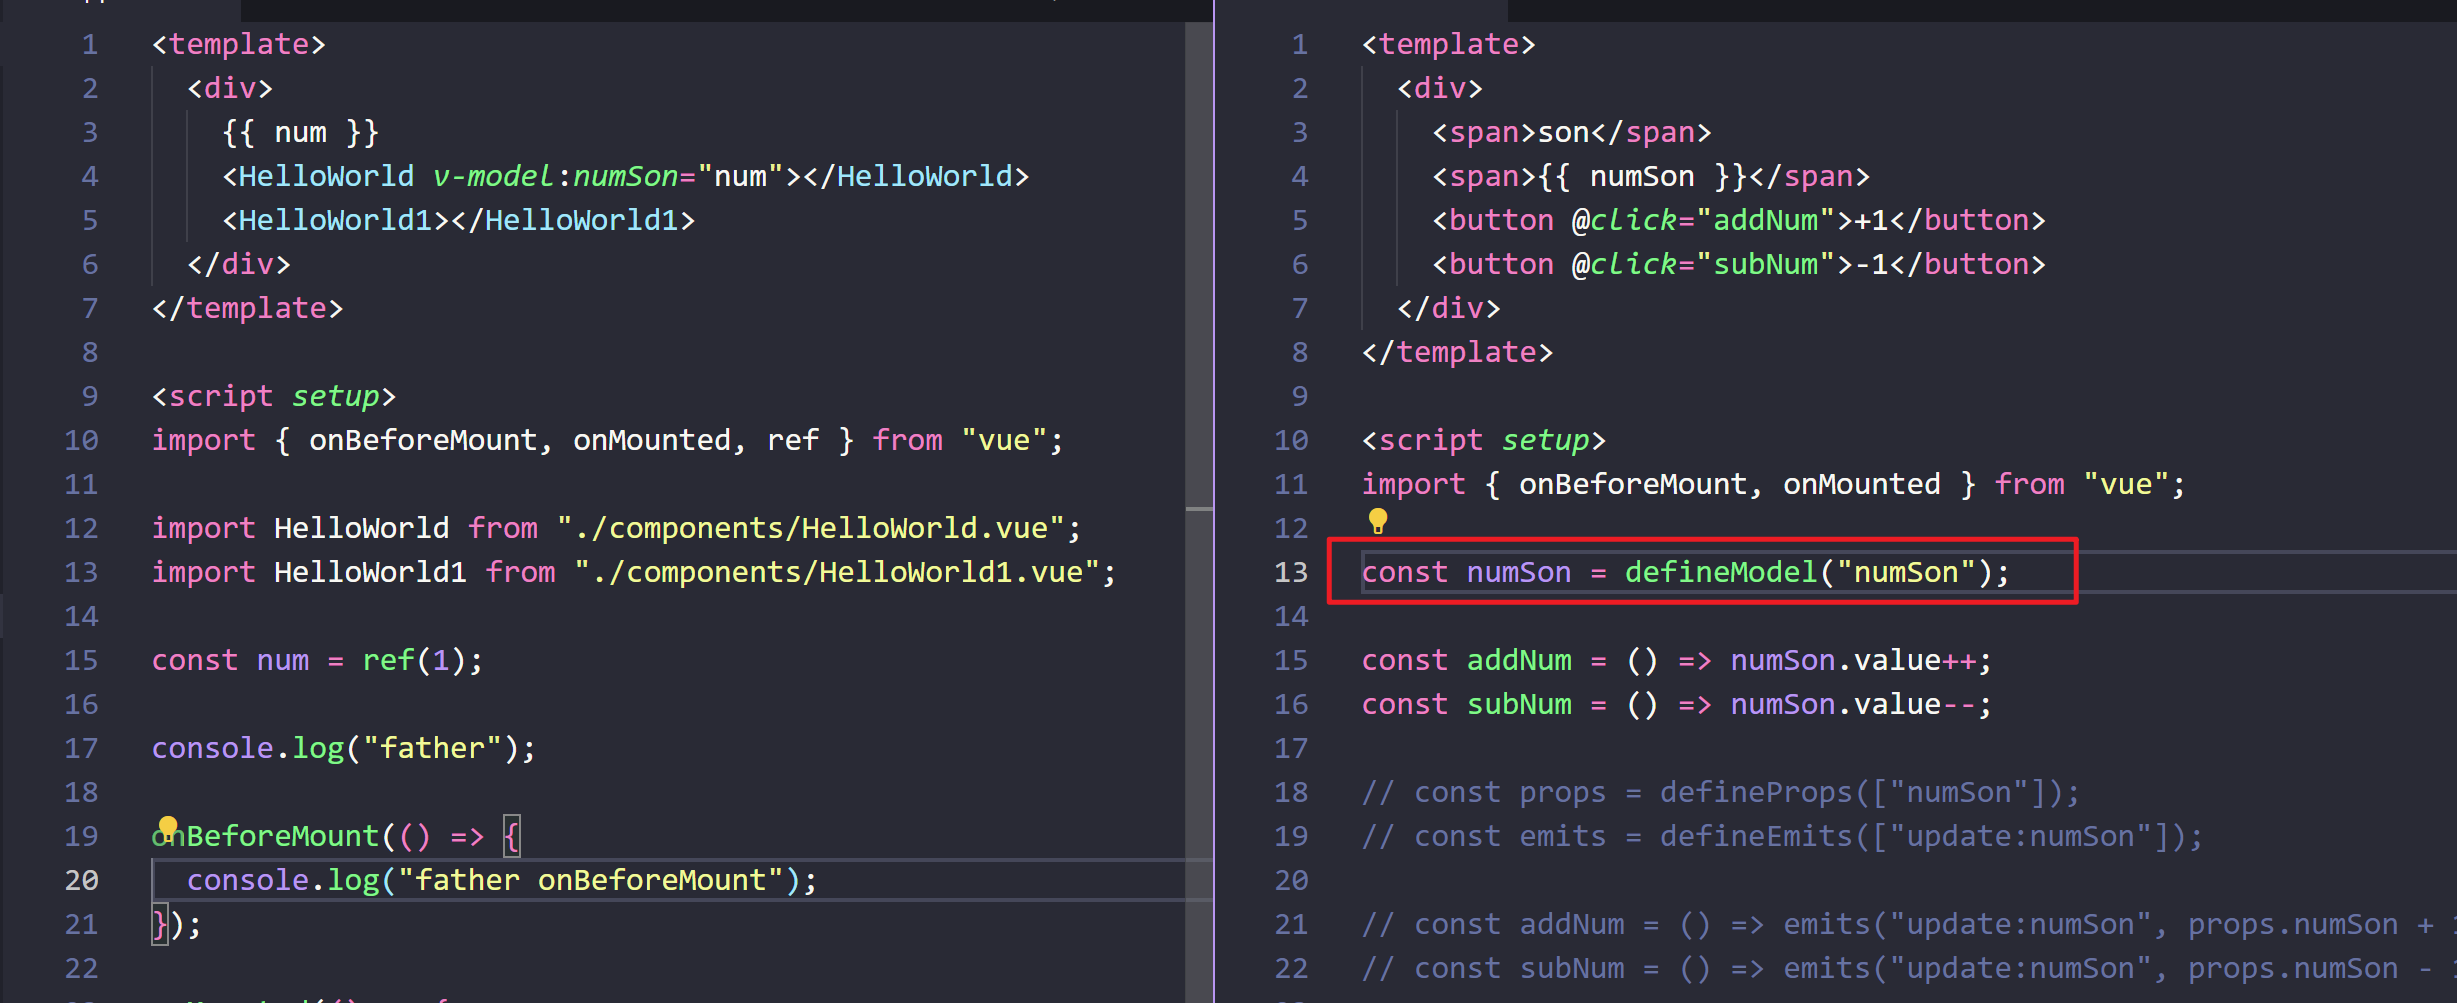 1 <template>
2 <div>
3 {{ num }}
4 <HelloWorld v-model:numSon="num"></HelloWorld>
5 <HelloWorld1></HelloWorld1>
6 </div>
7 </template>
8
9 <script setup>
10 import { onBeforeMount, onMounted, ref } from "vue";
11
12 import HelloWorld from "./components/HelloWorld.vue";
13 import HelloWorld1 from "./components/HelloWorld1.vue";
14
15 const num = ref(1);
16
17 console.log("father");
18
19 onBeforeMount(() => {
20 console.log("father onBeforeMount");
21 });
22
1 <template>
2 <div>
3 <span>son</span>
4 <span>{{ numSon }}</span>
5 <button @click="addNum">+1</button>
6 <button @click="subNum">-1</button>
7 </div>
8 </template>
9
10 <script setup>
11 import { onBeforeMount, onMounted } from "vue";
12
13 const numSon = defineModel("numSon");
14
15 const addNum = () => numSon.value++;
16 const subNum = () => numSon.value--;
17
18 // const props = defineProps(["numSon"]);
19 // const emits = defineEmits(["update:numSon"]);
20
21 // const addNum = () => emits("update:numSon", props.numSon +
22 // const subNum = () => emits("update:numSon", props.numSon -